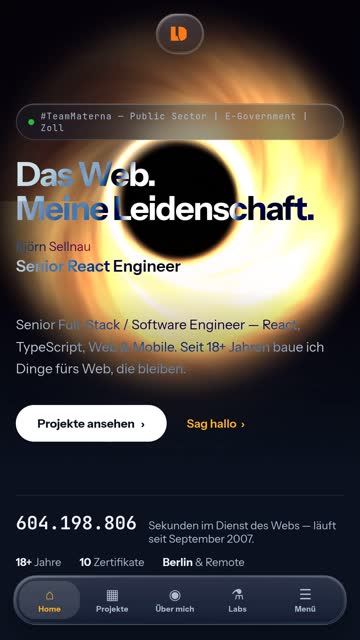 #TeamMaterna — Public Sector | E-Government |
Zoll
Das Web.
Meine Leidenschaft.
Björn Sellnau
Senior React Engineer
Senior Full-Stack / Software Engineer — React,
TypeScript, Web & Mobile. Seit 18+ Jahren baue ich
Dinge fürs Web, die bleiben.
Projekte ansehen ›
Sag hallo ›
604.198.806 Sekunden im Dienst des Webs — läuft
seit September 2007.
18+ Jahre 10 Zertifikate Berlin & Remote
Home Projekte Über mich Labs Menü